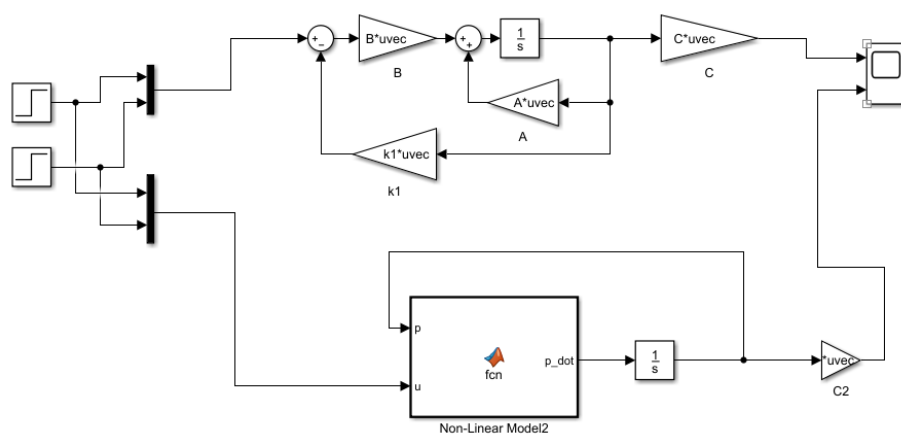 +
−
B*uvec
B
+
+
1
s
C*uvec
C
A*uvec
A
k1*uvec
k1
p
u
fcn
p_dot
Non-Linear Model2
1
s
*uvec
C2